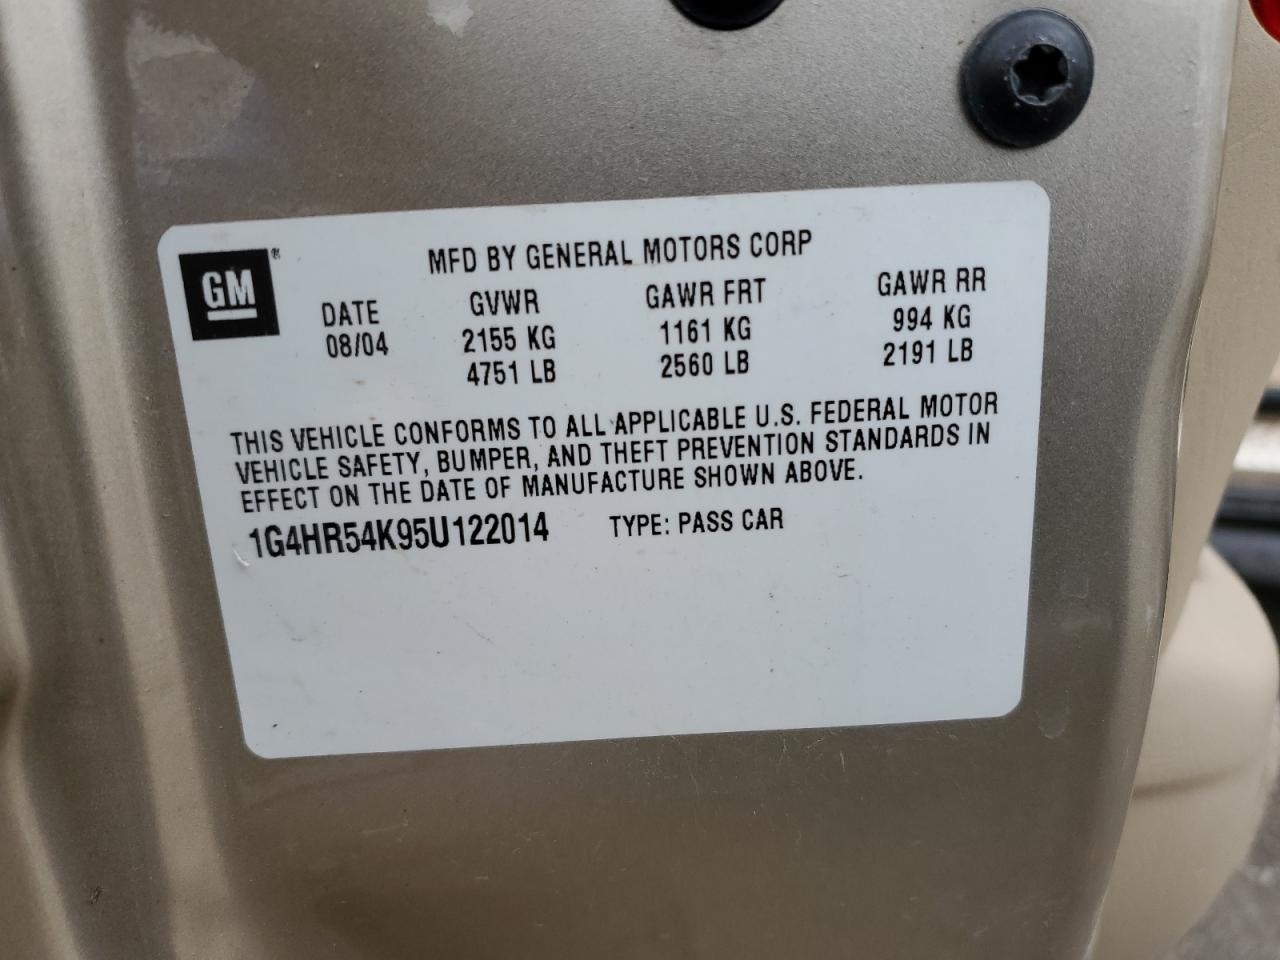 GM®
MFD BY GENERAL MOTORS CORP
DATE GVWR GAWR FRT GAWR RR
08/04 2155 KG 1161 KG 994 KG
4751 LB 2560 LB 2191 LB
THIS VEHICLE CONFORMS TO ALL APPLICABLE U.S. FEDERAL MOTOR
VEHICLE SAFETY, BUMPER, AND THEFT PREVENTION STANDARDS IN
EFFECT ON THE DATE OF MANUFACTURE SHOWN ABOVE.
1G4HR54K95U122014 TYPE: PASS CAR